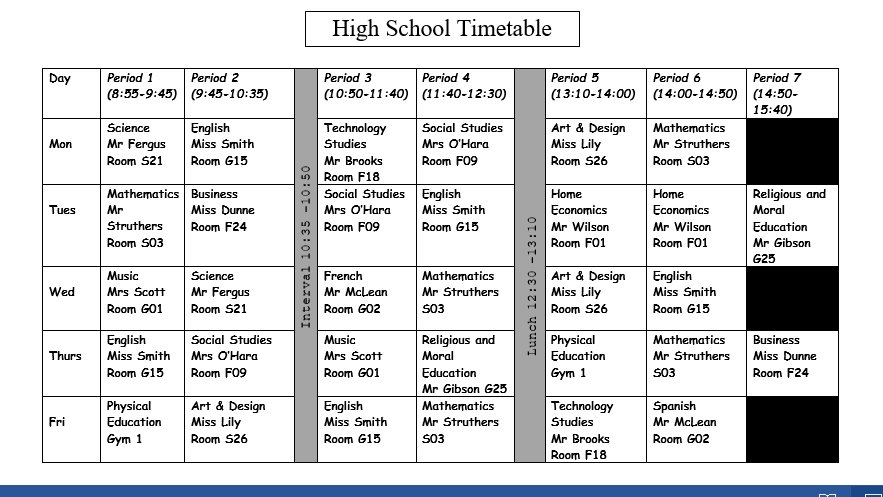 High School Timetable
Day
Period 1
(8:55-9:45)
Period 2
(9:45-10:35)
Interval 10:35 -10:50
Period 3
(10:50-11:40)
Period 4
(11:40-12:30)
Lunch 12:30 -13:10
Period 5
(13:10-14:00)
Period 6
(14:00-14:50)
Period 7
(14:50-
15:40)
Mon
Science
Mr Fergus
Room S21
English
Miss Smith
Room G15
Technology
Studies
Mr Brooks
Room F18
Social Studies
Mrs O'Hara
Room F09
Art & Design
Miss Lily
Room S26
Mathematics
Mr Struthers
Room S03
Tues
Mathematics
Mr
Struthers
Room S03
Business
Miss Dunne
Room F24
Social Studies
Mrs O'Hara
Room F09
English
Miss Smith
Room G15
Home
Economics
Mr Wilson
Room F01
Home
Economics
Mr Wilson
Room F01
Religious and
Moral
Education
Mr Gibson
G25
Wed
Music
Mrs Scott
Room G01
Science
Mr Fergus
Room S21
French
Mr McLean
Room G02
Mathematics
Mr Struthers
S03
Art & Design
Miss Lily
Room S26
English
Miss Smith
Room G15
Thurs
English
Miss Smith
Room G15
Social Studies
Mrs O'Hara
Room F09
Music
Mrs Scott
Room G01
Religious and
Moral
Education
Mr Gibson G25
Physical
Education
Gym 1
Mathematics
Mr Struthers
S03
Business
Miss Dunne
Room F24
Fri
Physical
Education
Gym 1
Art & Design
Miss Lily
Room S26
English
Miss Smith
Room G15
Mathematics
Mr Struthers
S03
Technology
Studies
Mr Brooks
Room F18
Spanish
Mr McLean
Room G02